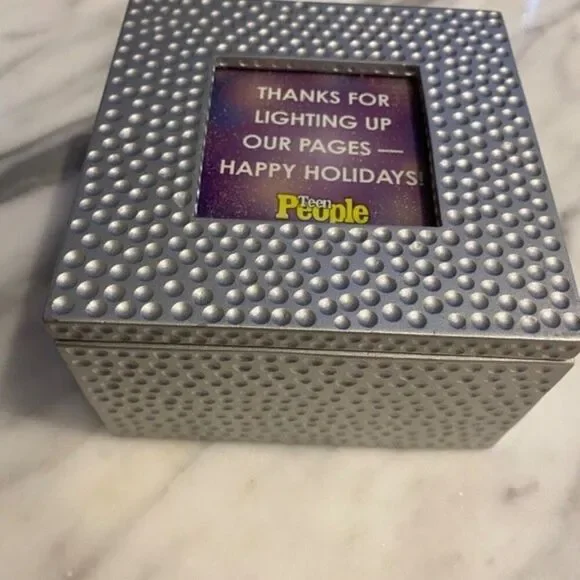 THANKS FOR
LIGHTING UP
OUR PAGES —
HAPPY HOLIDAYS!
Teen
People